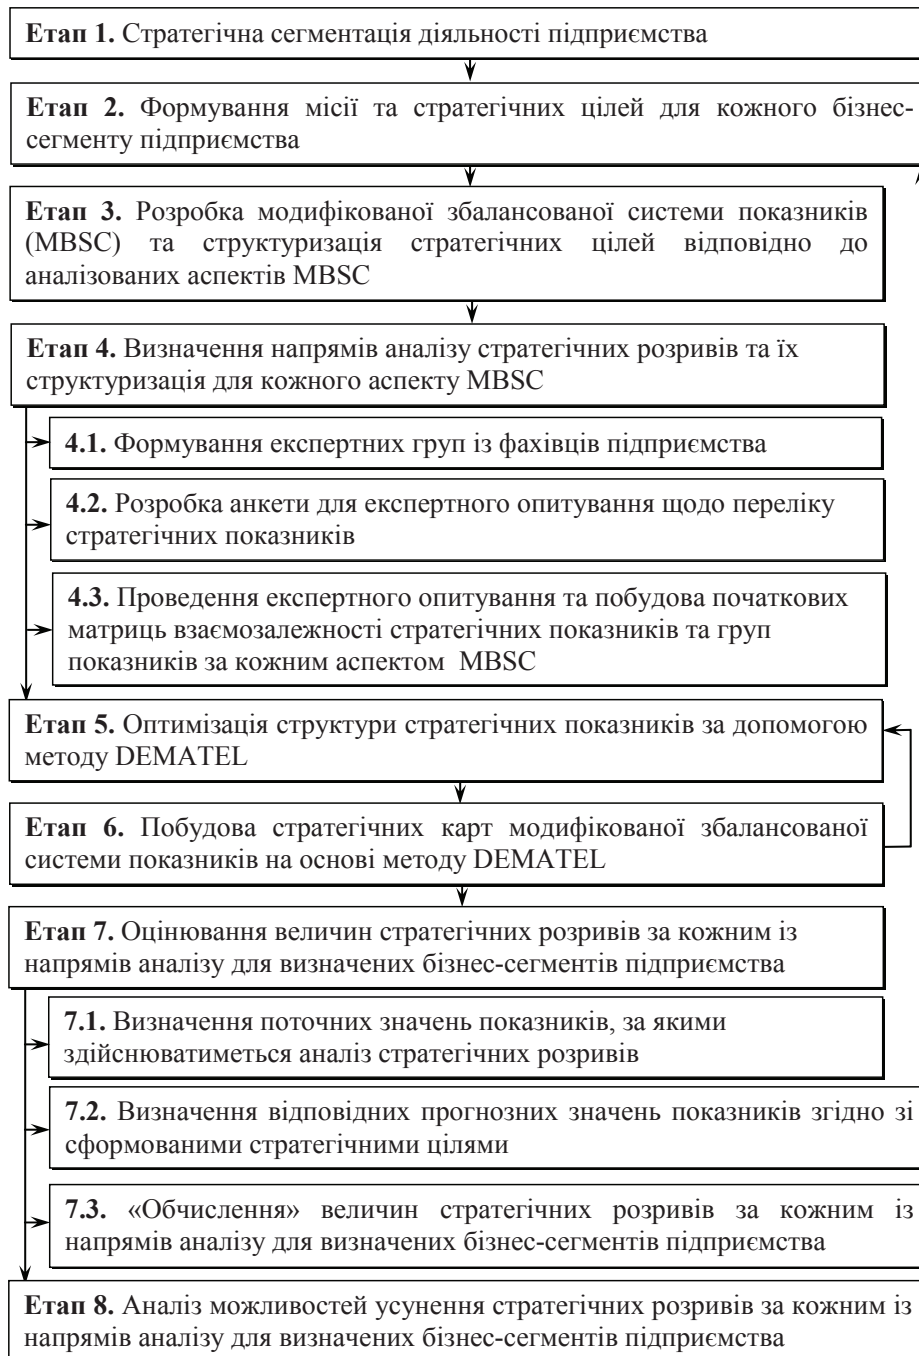 Етап 1. Стратегічна сегментація діяльності підприємства
Етап 2. Формування місії та стратегічних цілей для кожного бізнес-
сегменту підприємства
Етап 3. Розробка модифікованої збалансованої системи показників
(MBSC) та структуризація стратегічних цілей відповідно до
аналізованих аспектів MBSC
Етап 4. Визначення напрямів аналізу стратегічних розривів та їх
структуризація для кожного аспекту MBSC
4.1. Формування експертних груп із фахівців підприємства
4.2. Розробка анкети для експертного опитування щодо переліку
стратегічних показників
4.3. Проведення експертного опитування та побудова початкових
матриць взаємозалежності стратегічних показників та груп
показників за кожним аспектом MBSC
Етап 5. Оптимізація структури стратегічних показників за допомогою
методу DEMATEL
Етап 6. Побудова стратегічних карт модифікованої збалансованої
системи показників на основі методу DEMATEL
Етап 7. Оцінювання величин стратегічних розривів за кожним із
напрямів аналізу для визначених бізнес-сегментів підприємства
7.1. Визначення поточних значень показників, за якими
здійснюватиметься аналіз стратегічних розривів
7.2. Визначення відповідних прогнозних значень показників згідно зі
сформованими стратегічними цілями
7.3. «Обчислення» величин стратегічних розривів за кожним із
напрямів аналізу для визначених бізнес-сегментів підприємства
Етап 8. Аналіз можливостей усунення стратегічних розривів за кожним із
напрямів аналізу для визначених бізнес-сегментів підприємства